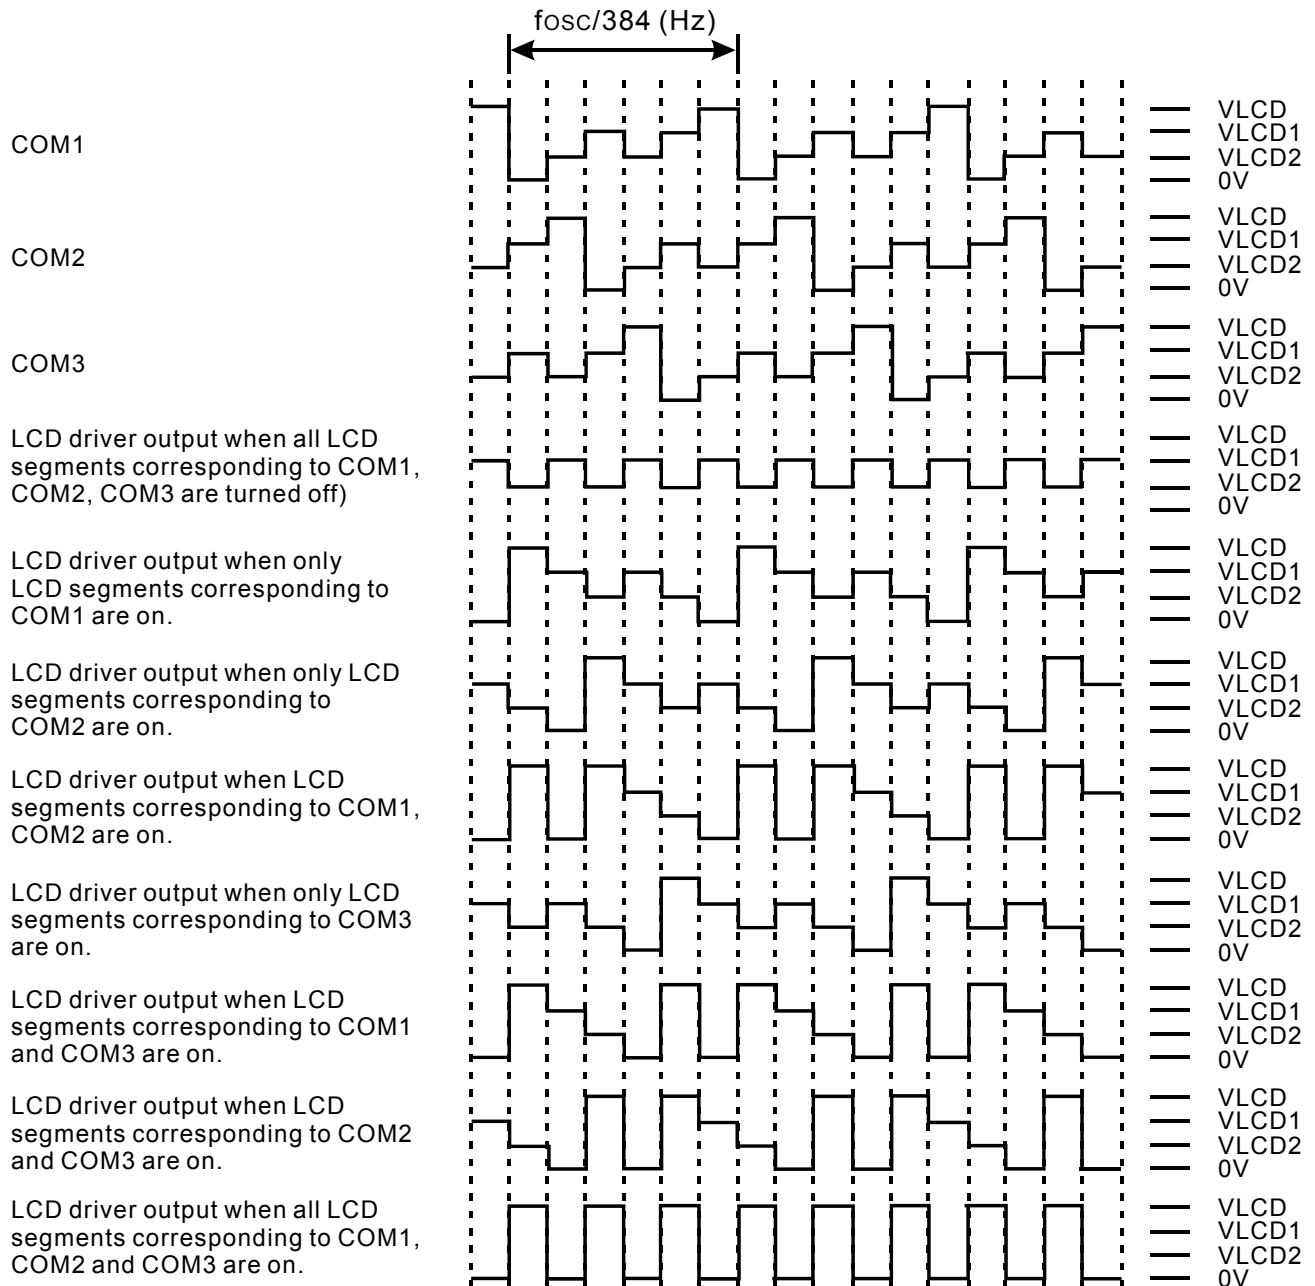 fosc/384 (Hz)
COM1
VLCD
VLCD1
VLCD2
0V
COM2
VLCD
VLCD1
VLCD2
0V
COM3
VLCD
VLCD1
VLCD2
0V
LCD driver output when all LCD
segments corresponding to COM1,
COM2, COM3 are turned off)
VLCD
VLCD1
VLCD2
0V
LCD driver output when only
LCD segments corresponding to
COM1 are on.
VLCD
VLCD1
VLCD2
0V
LCD driver output when only LCD
segments corresponding to
COM2 are on.
VLCD
VLCD1
VLCD2
0V
LCD driver output when LCD
segments corresponding to COM1,
COM2 are on.
VLCD
VLCD1
VLCD2
0V
LCD driver output when only LCD
segments corresponding to COM3
are on.
VLCD
VLCD1
VLCD2
0V
LCD driver output when LCD
segments corresponding to COM1
and COM3 are on.
VLCD
VLCD1
VLCD2
0V
LCD driver output when LCD
segments corresponding to COM2
and COM3 are on.
VLCD
VLCD1
VLCD2
0V
LCD driver output when all LCD
segments corresponding to COM1,
COM2 and COM3 are on.
VLCD
VLCD1
VLCD2
0V